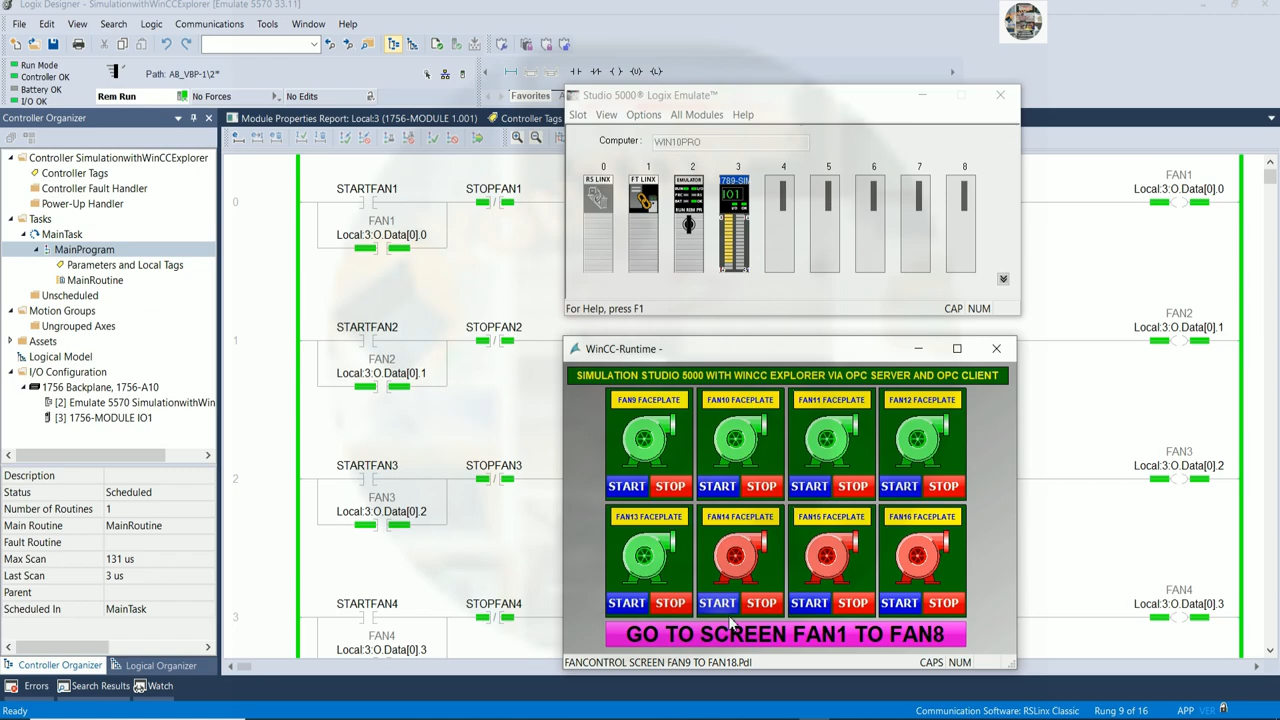 Logix Designer - SimulationwithWinCCExplorer [Emulate 5570 33.11]
File Edit View Search Logic Communications Tools Window Help
Run Mode
Controller OK
Battery OK
I/O OK
Path: AB_VBP-1\2*
Rem Run
No Forces
No Edits
Favorites
Controller Organizer
Module Properties Report: Local:3 (1756-MODULE 1.001)
Controller Tags
Controller SimulationwithWinCCExplorer
Controller Tags
Controller Fault Handler
Power-Up Handler
Tasks
MainTask
MainProgram
Parameters and Local Tags
MainRoutine
Unscheduled
Motion Groups
Ungrouped Axes
Assets
Logical Model
I/O Configuration
1756 Backplane, 1756-A10
[2] Emulate 5570 SimulationwithWin
[3] 1756-MODULE IO1
Description
Status Scheduled
Number of Routines 1
Main Routine MainRoutine
Fault Routine
Max Scan 131 us
Last Scan 3 us
Parent
Scheduled In MainTask
Controller Organizer
Logical Organizer
Errors
Search Results
Watch
Ready
Communication Software: RSLinx Classic
Rung 9 of 16
APP
VER
0
STARTFAN1
STOPFAN1
FAN1
Local:3:O.Data[0].0
FAN1
Local:3:O.Data[0].0
1
STARTFAN2
STOPFAN2
FAN2
Local:3:O.Data[0].1
FAN2
Local:3:O.Data[0].1
2
STARTFAN3
STOPFAN3
FAN3
Local:3:O.Data[0].2
FAN3
Local:3:O.Data[0].2
3
STARTFAN4
STOPFAN4
FAN4
Local:3:O.Data[0].3
FAN4
Local:3:O.Data[0].3
Studio 5000® Logix Emulate™
Slot View Options All Modules Help
Computer: WIN10PRO
0 1 2 3 4 5 6 7 8
RS LINX
FT LINX
EMULATOR
789-SIM
IO1
For Help, press F1
CAP NUM
WinCC-Runtime -
SIMULATION STUDIO 5000 WITH WINCC EXPLORER VIA OPC SERVER AND OPC CLIENT
FAN9 FACEPLATE FAN10 FACEPLATE FAN11 FACEPLATE FAN12 FACEPLATE
START STOP START STOP START STOP START STOP
FAN13 FACEPLATE FAN14 FACEPLATE FAN15 FACEPLATE FAN16 FACEPLATE
START STOP START STOP START STOP START STOP
GO TO SCREEN FAN1 TO FAN8
FANCONTROL SCREEN FAN9 TO FAN18.Pdl
CAPS NUM